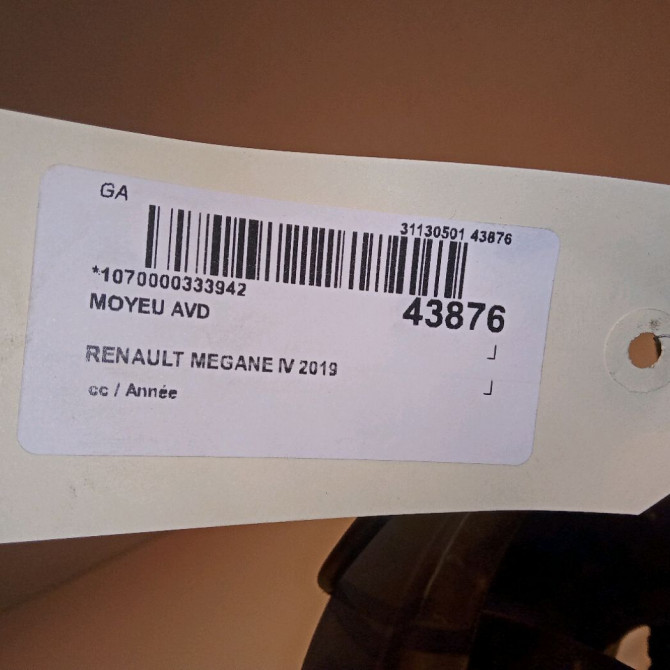 GA
31130501 43876
*1070000333942
MOYEU AVD
43876
RENAULT MEGANE IV 2019
cc / Année